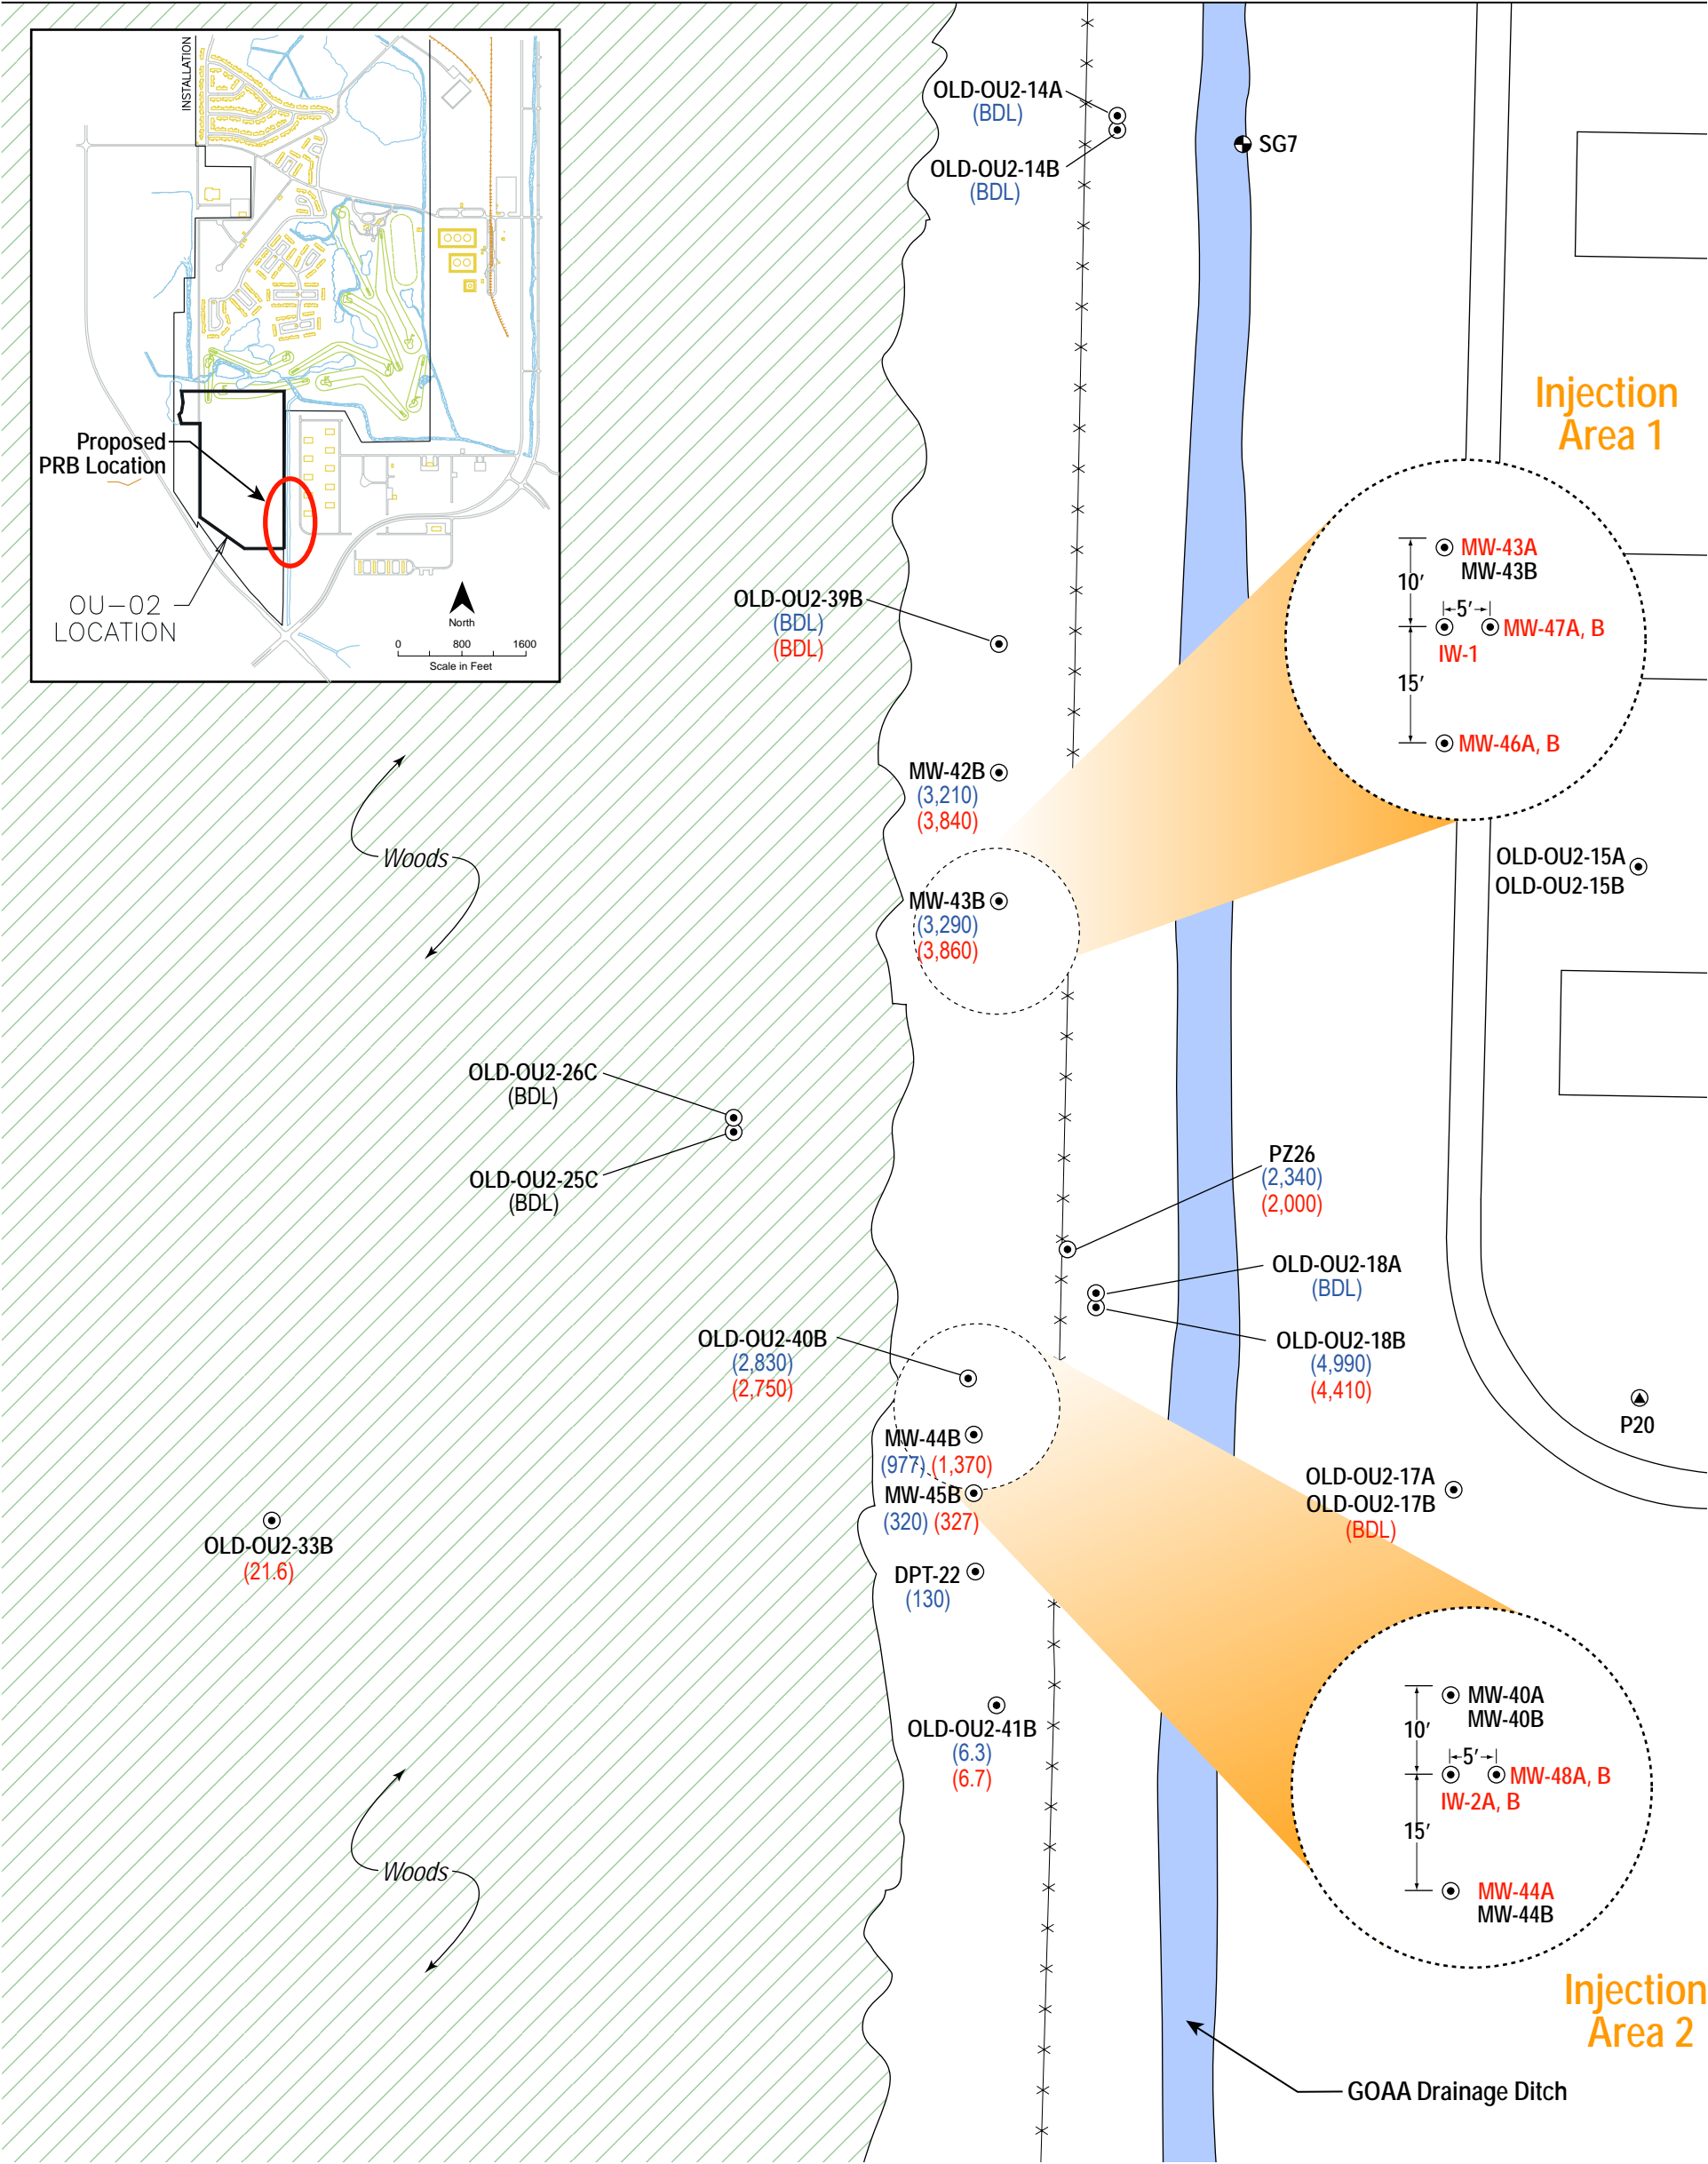 INSTALLATION
Proposed
PRB Location
OU-02
LOCATION
North
0 800 1600
Scale in Feet
OLD-OU2-14A
(BDL)
OLD-OU2-14B
(BDL)
SG7
Injection
Area 1
MW-43A
MW-43B
10'
5'
MW-47A, B
IW-1
15'
MW-46A, B
OLD-OU2-39B
(BDL)
(BDL)
MW-42B
(3,210)
(3,840)
Woods
MW-43B
(3,290)
(3,860)
OLD-OU2-15A
OLD-OU2-15B
OLD-OU2-26C
(BDL)
OLD-OU2-25C
(BDL)
PZ26
(2,340)
(2,000)
OLD-OU2-18A
(BDL)
OLD-OU2-18B
(4,990)
(4,410)
OLD-OU2-40B
(2,830)
(2,750)
P20
MW-44B
(977) (1,370)
MW-45B
(320) (327)
OLD-OU2-17A
OLD-OU2-17B
(BDL)
OLD-OU2-33B
(21.6)
DPT-22
(130)
OLD-OU2-41B
(6.3)
(6.7)
MW-40A
MW-40B
10'
5'
MW-48A, B
IW-2A, B
15'
MW-44A
MW-44B
Woods
Injection
Area 2
GOAA Drainage Ditch